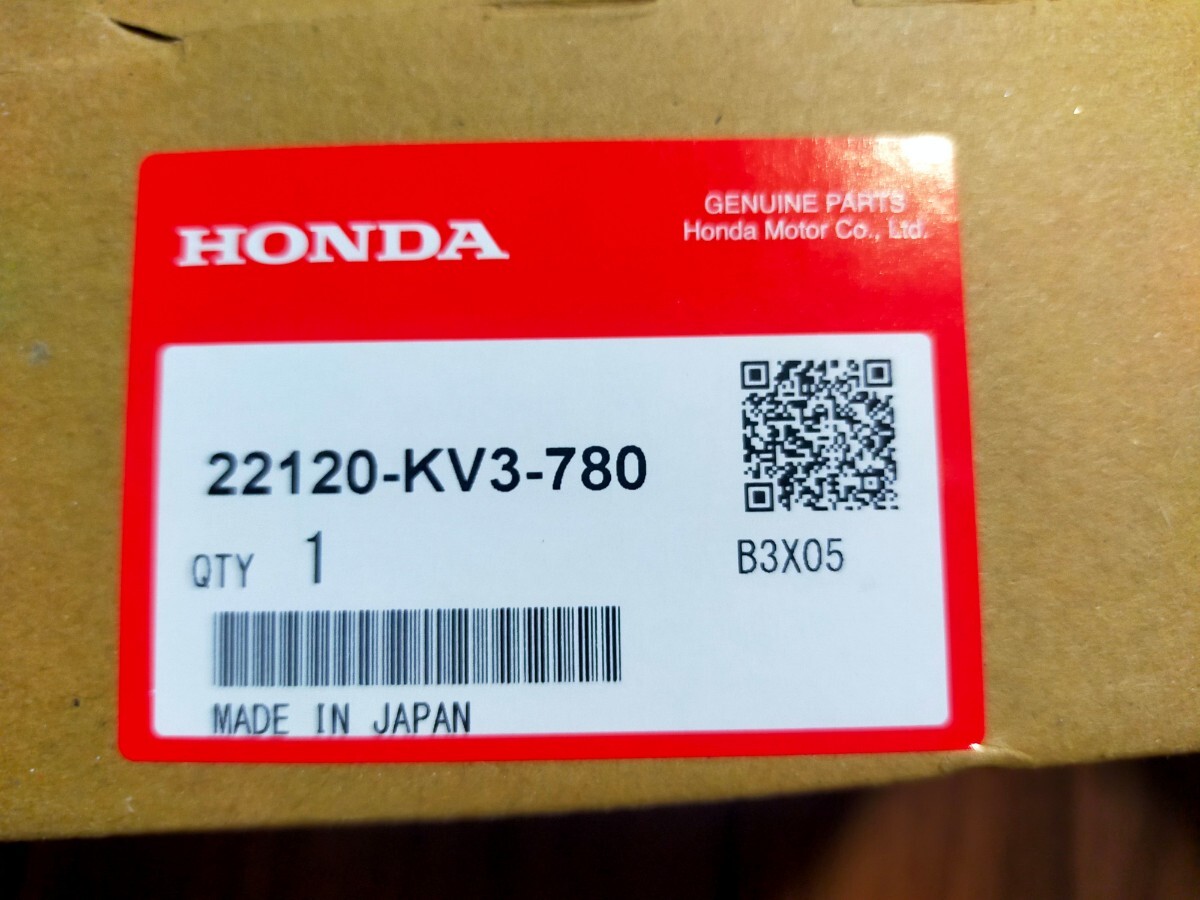 HONDA
GENUINE PARTS
Honda Motor Co., Ltd.
22120-KV3-780
QTY 1
B3X05
MADE IN JAPAN